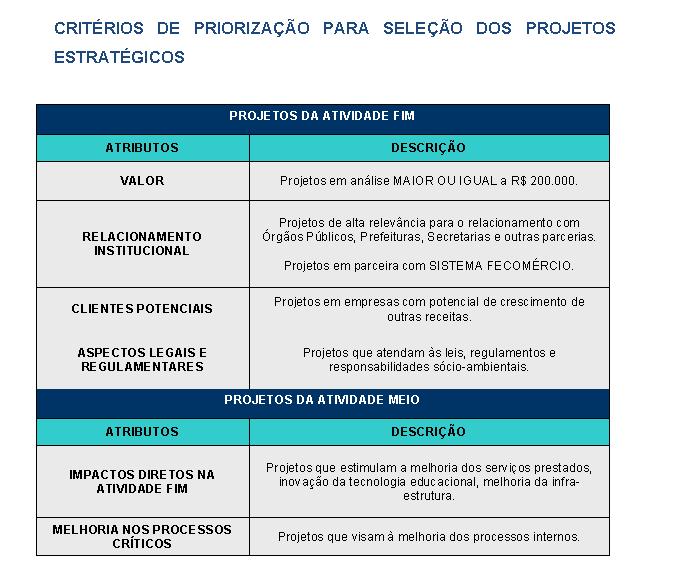 CRITÉRIOS DE PRIORIZAÇÃO PARA SELEÇÃO DOS PROJETOS
ESTRATÉGICOS
PROJETOS DA ATIVIDADE FIM
ATRIBUTOS
DESCRIÇÃO
VALOR
Projetos em análise MAIOR OU IGUAL a R$ 200.000.
RELACIONAMENTO
INSTITUCIONAL
Projetos de alta relevância para o relacionamento com
Órgãos Públicos, Prefeituras, Secretarias e outras parcerias.
Projetos em parceira com SISTEMA FECOMÉRCIO.
CLIENTES POTENCIAIS
Projetos em empresas com potencial de crescimento de
outras receitas.
ASPECTOS LEGAIS E
REGULAMENTARES
Projetos que atendam às leis, regulamentos e
responsabilidades sócio-ambientais.
PROJETOS DA ATIVIDADE MEIO
ATRIBUTOS
DESCRIÇÃO
IMPACTOS DIRETOS NA
ATIVIDADE FIM
Projetos que estimulam a melhoria dos serviços prestados,
inovação da tecnologia educacional, melhoria da infra-
estrutura.
MELHORIA NOS PROCESSOS
CRÍTICOS
Projetos que visam à melhoria dos processos internos.